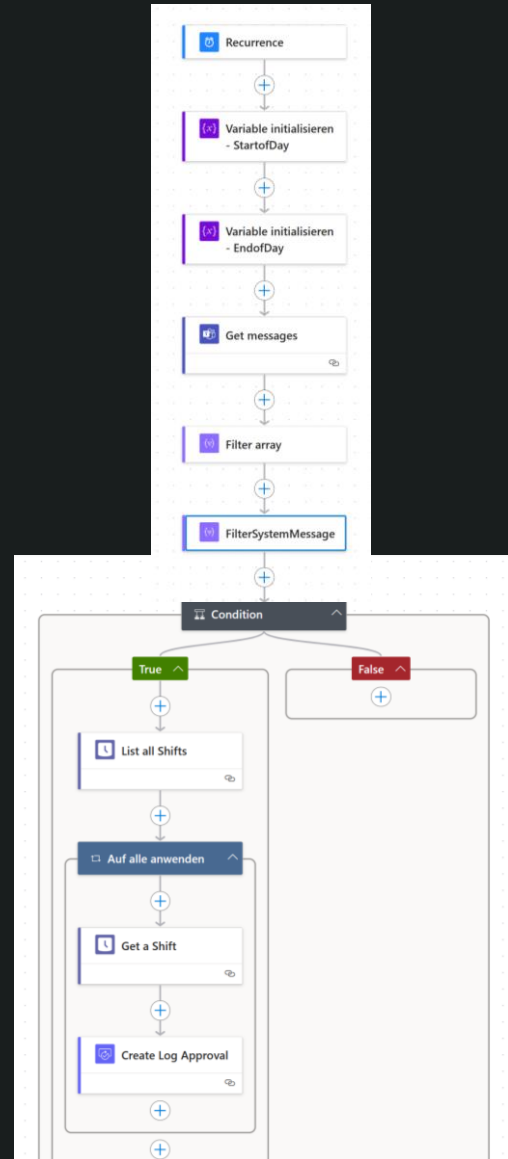 Recurrence
Variable initialisieren
- StartofDay
Variable initialisieren
- EndofDay
Get messages
Filter array
FilterSystemMessage
Condition
True
False
List all Shifts
Auf alle anwenden
Get a Shift
Create Log Approval